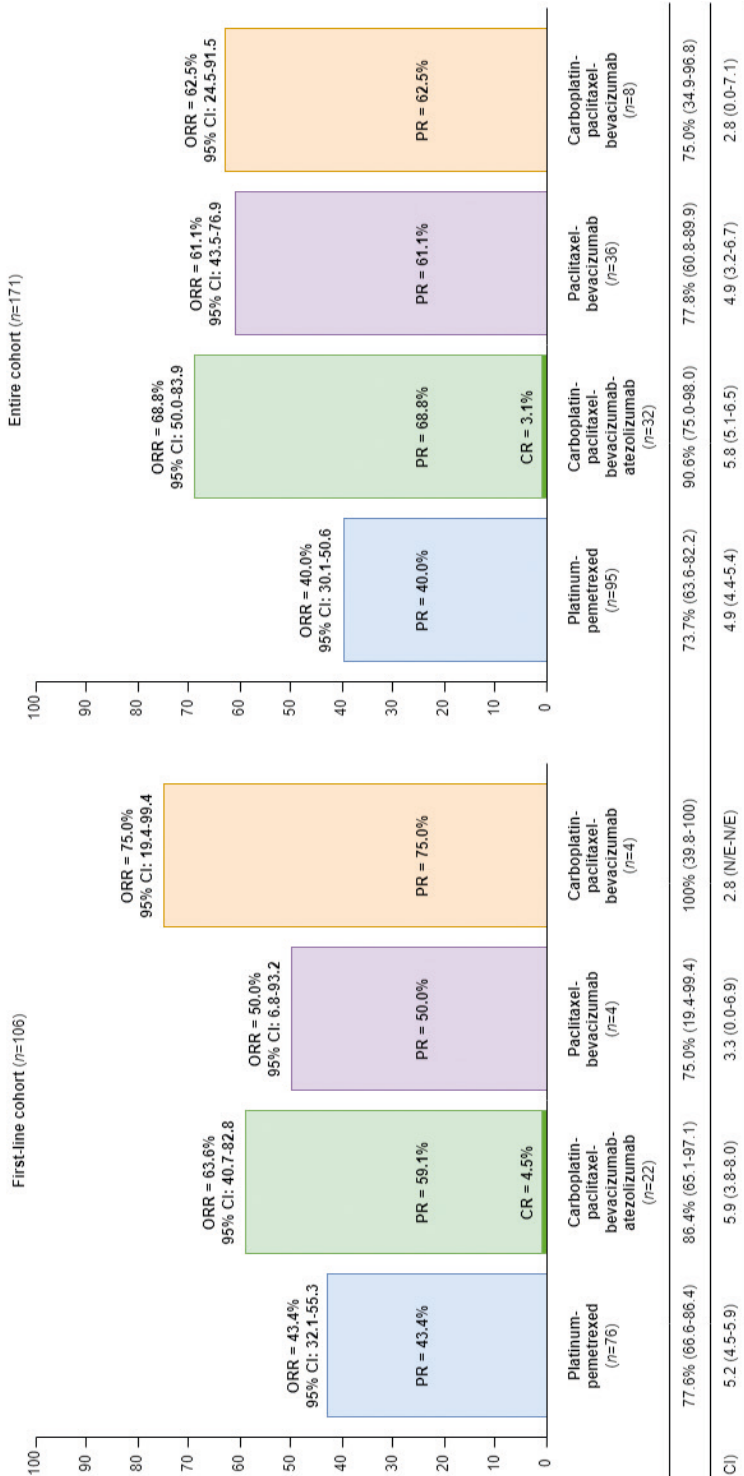 First-line cohort (n=106)
100
90
80
70
60
50
40
30
20
10
0
ORR = 43.4%
95% CI: 32.1-55.3
PR = 43.4%
Platinum-
pemetrexed
(n=76)
ORR = 63.6%
95% CI: 40.7-82.8
PR = 59.1%
CR = 4.5%
Carboplatin-
paclitaxel-
bevacizumab-
atezolizumab
(n=22)
ORR = 50.0%
95% CI: 6.8-93.2
PR = 50.0%
Paclitaxel-
bevacizumab
(n=4)
ORR = 75.0%
95% CI: 19.4-99.4
PR = 75.0%
Carboplatin-
paclitaxel-
bevacizumab
(n=4)
Entire cohort (n=171)
100
90
80
70
60
50
40
30
20
10
0
ORR = 40.0%
95% CI: 30.1-50.6
PR = 40.0%
Platinum-
pemetrexed
(n=95)
ORR = 68.8%
95% CI: 50.0-83.9
PR = 68.8%
CR = 3.1%
Carboplatin-
paclitaxel-
bevacizumab-
atezolizumab
(n=32)
ORR = 61.1%
95% CI: 43.5-76.9
PR = 61.1%
Paclitaxel-
bevacizumab
(n=36)
ORR = 62.5%
95% CI: 24.5-91.5
PR = 62.5%
Carboplatin-
paclitaxel-
bevacizumab
(n=8)
77.6% (66.6-86.4) 86.4% (65.1-97.1) 75.0% (19.4-99.4) 100% (39.8-100) 73.7% (63.6-82.2) 90.6% (75.0-98.0) 77.8% (60.8-89.9) 75.0% (34.9-96.8)
CI) 5.2 (4.5-5.9) 5.9 (3.8-8.0) 3.3 (0.0-6.9) 2.8 (N/E-N/E) 4.9 (4.4-5.4) 5.8 (5.1-6.5) 4.9 (3.2-6.7) 2.8 (0.0-7.1)